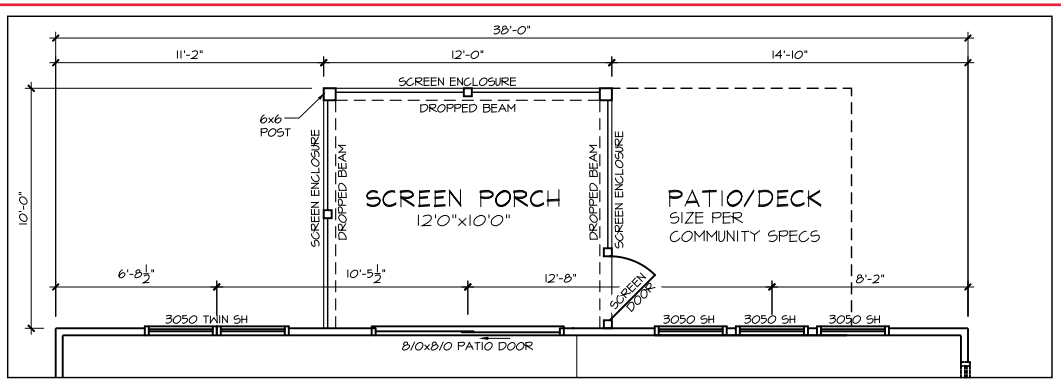 38'-0"
11'-2"
12'-0"
14'-10"
SCREEN ENCLOSURE
DROPPED BEAM
6x6
POST
SCREEN ENCLOSURE
DROPPED BEAM
DROPPED BEAM
SCREEN ENCLOSURE
10'-0"
SCREEN PORCH
12'0"x10'0"
PATIO/DECK
SIZE PER
COMMUNITY SPECS
6'-8½"
10'-5½"
12'-8"
8'-2"
SCREEN
DOOR
3050 TWIN SH
3050 SH
3050 SH
3050 SH
8/0x8/0 PATIO DOOR